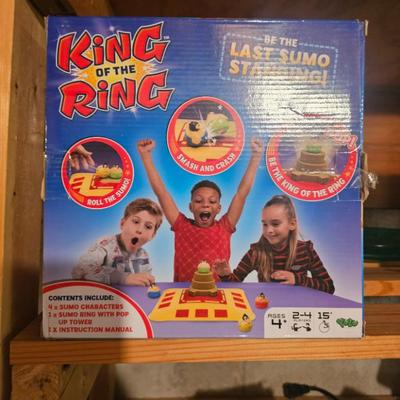 KING
OF THE
RING
BE THE
LAST SUMO
STANDING!
ROLL THE SUMO!
SMASH AND CRASH
BE THE KING OF THE RING
CONTENTS INCLUDE:
4 x SUMO CHARACTERS
1 x SUMO RING WITH POP
UP TOWER
1 x INSTRUCTION MANUAL
AGES
4+
2-4
PLAYERS
15'